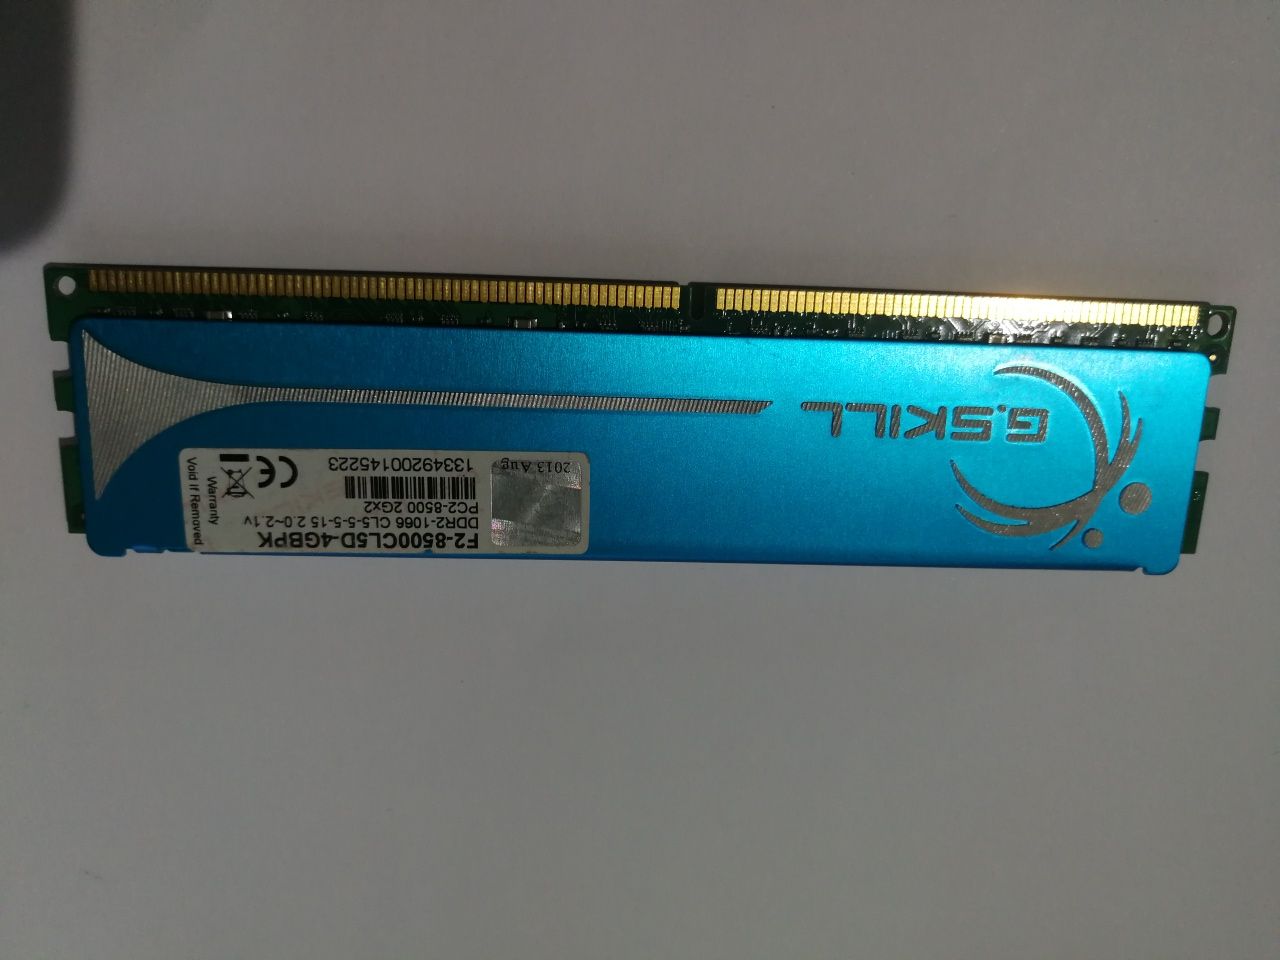 G.SKILL
F2-8500CL5D-4GBPK
DDR2-1066 CL5-5-5-15 2.0~2.1v
PC2-8500 2Gx2
13349200145223
2013 Aug
CE
Warranty
Void if Removed